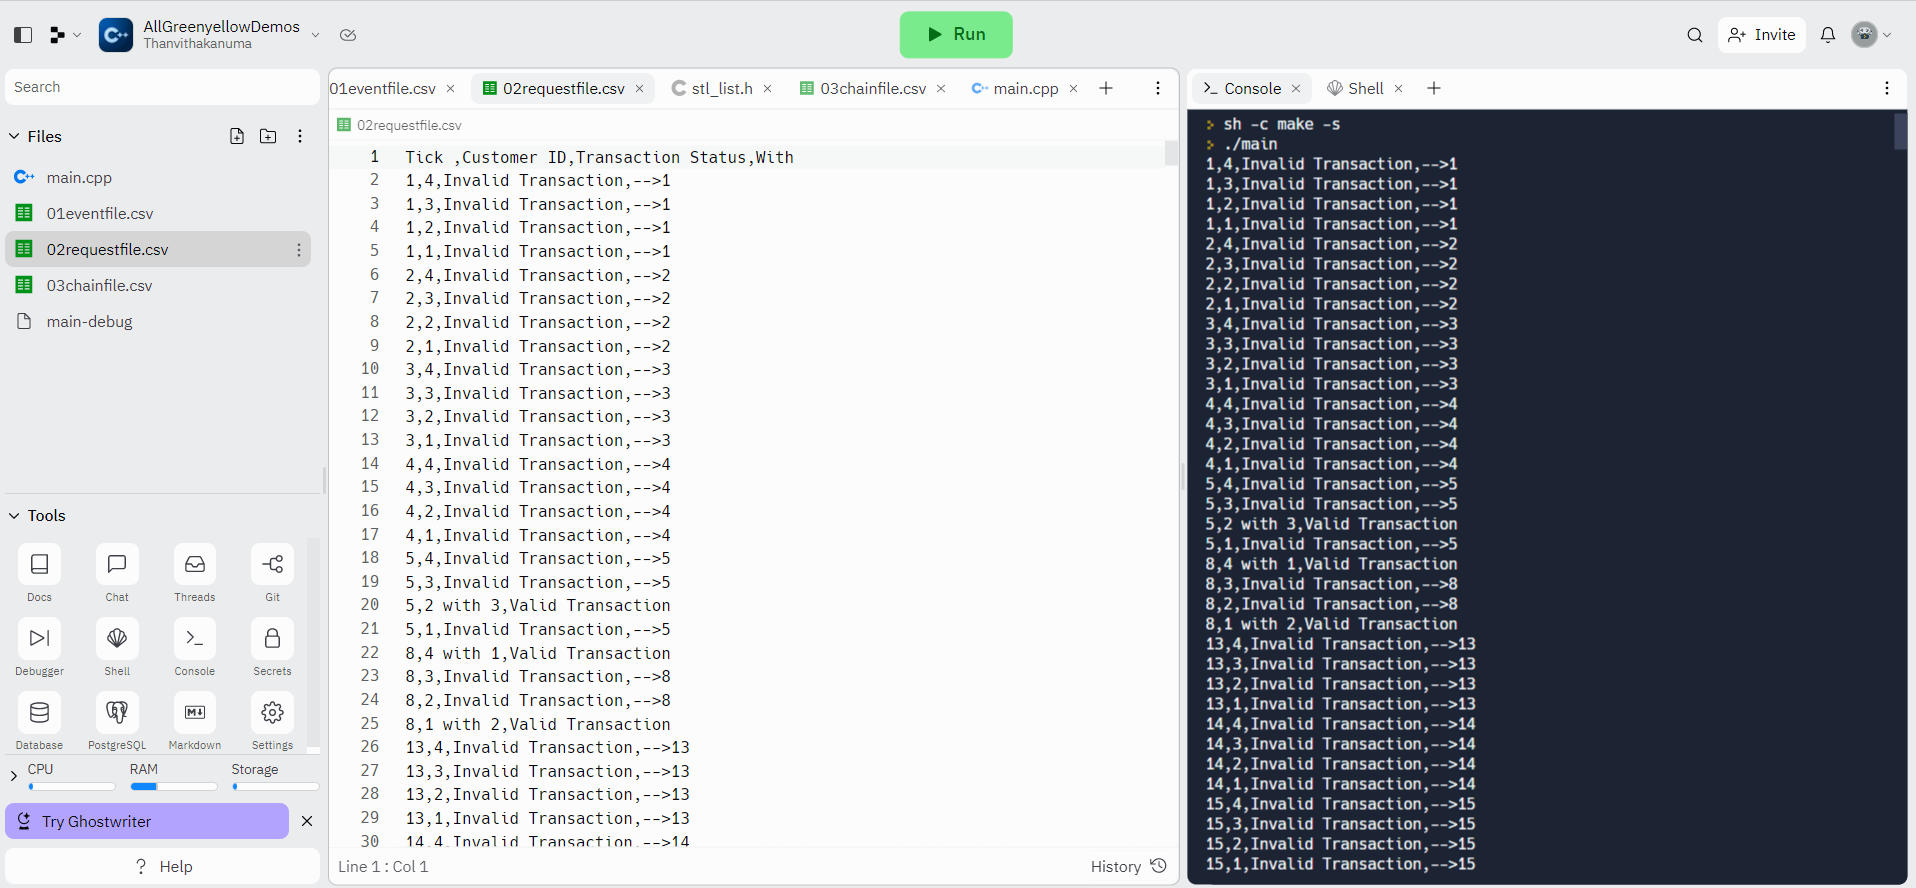 AllGreenyellowDemos
Thanvithakanuma
Run
Invite
Search
Files
main.cpp
01eventfile.csv
02requestfile.csv
03chainfile.csv
main-debug
Tools
Docs
Chat
Threads
Git
Debugger
Shell
Console
Secrets
Database
PostgreSQL
Markdown
Settings
CPU
RAM
Storage
Try Ghostwriter
? Help
01eventfile.csv
02requestfile.csv
stl_list.h
03chainfile.csv
main.cpp
02requestfile.csv
1 Tick ,Customer ID,Transaction Status,With
2 1,4,Invalid Transaction,-->1
3 1,3,Invalid Transaction,-->1
4 1,2,Invalid Transaction,-->1
5 1,1,Invalid Transaction,-->1
6 2,4,Invalid Transaction,-->2
7 2,3,Invalid Transaction,-->2
8 2,2,Invalid Transaction,-->2
9 2,1,Invalid Transaction,-->2
10 3,4,Invalid Transaction,-->3
11 3,3,Invalid Transaction,-->3
12 3,2,Invalid Transaction,-->3
13 3,1,Invalid Transaction,-->3
14 4,4,Invalid Transaction,-->4
15 4,3,Invalid Transaction,-->4
16 4,2,Invalid Transaction,-->4
17 4,1,Invalid Transaction,-->4
18 5,4,Invalid Transaction,-->5
19 5,3,Invalid Transaction,-->5
20 5,2 with 3,Valid Transaction
21 5,1,Invalid Transaction,-->5
22 8,4 with 1,Valid Transaction
23 8,3,Invalid Transaction,-->8
24 8,2,Invalid Transaction,-->8
25 8,1 with 2,Valid Transaction
26 13,4,Invalid Transaction,-->13
27 13,3,Invalid Transaction,-->13
28 13,2,Invalid Transaction,-->13
29 13,1,Invalid Transaction,-->13
30 14,4,Invalid Transaction,-->14
Line 1 : Col 1
History
Console
Shell
sh -c make -s
./main
1,4,Invalid Transaction,-->1
1,3,Invalid Transaction,-->1
1,2,Invalid Transaction,-->1
1,1,Invalid Transaction,-->1
2,4,Invalid Transaction,-->2
2,3,Invalid Transaction,-->2
2,2,Invalid Transaction,-->2
2,1,Invalid Transaction,-->2
3,4,Invalid Transaction,-->3
3,3,Invalid Transaction,-->3
3,2,Invalid Transaction,-->3
3,1,Invalid Transaction,-->3
4,4,Invalid Transaction,-->4
4,3,Invalid Transaction,-->4
4,2,Invalid Transaction,-->4
4,1,Invalid Transaction,-->4
5,4,Invalid Transaction,-->5
5,3,Invalid Transaction,-->5
5,2 with 3,Valid Transaction
5,1,Invalid Transaction,-->5
8,4 with 1,Valid Transaction
8,3,Invalid Transaction,-->8
8,2,Invalid Transaction,-->8
8,1 with 2,Valid Transaction
13,4,Invalid Transaction,-->13
13,3,Invalid Transaction,-->13
13,2,Invalid Transaction,-->13
13,1,Invalid Transaction,-->13
14,4,Invalid Transaction,-->14
14,3,Invalid Transaction,-->14
14,2,Invalid Transaction,-->14
14,1,Invalid Transaction,-->14
15,4,Invalid Transaction,-->15
15,3,Invalid Transaction,-->15
15,2,Invalid Transaction,-->15
15,1,Invalid Transaction,-->15